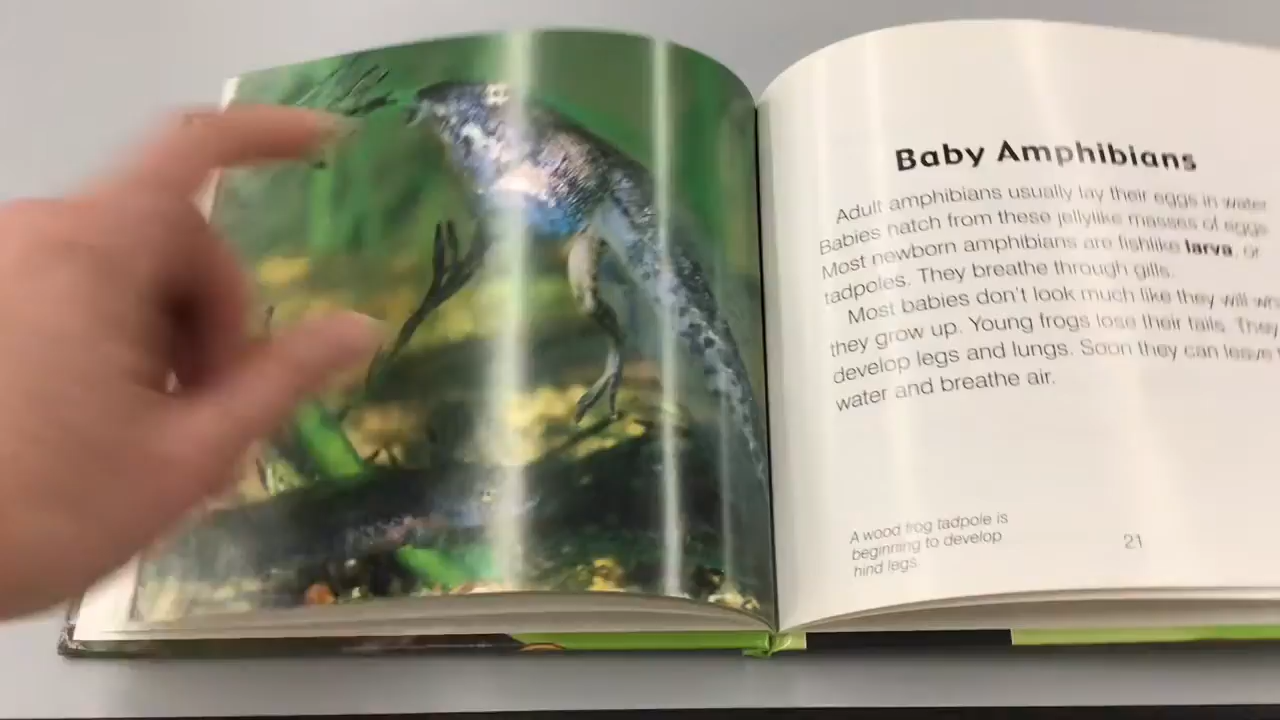 Baby Amphibians
Adult amphibians usually lay their eggs in water.
Babies hatch from these jellylike masses of eggs.
Most newborn amphibians are fishlike larva, or
tadpoles. They breathe through gills.
Most babies don't look much like they will
they grow up. Young frogs lose their tails. They
develop legs and lungs. Soon they can leave
water and breathe air.
A wood frog tadpole is
beginning to develop
hind legs.
21